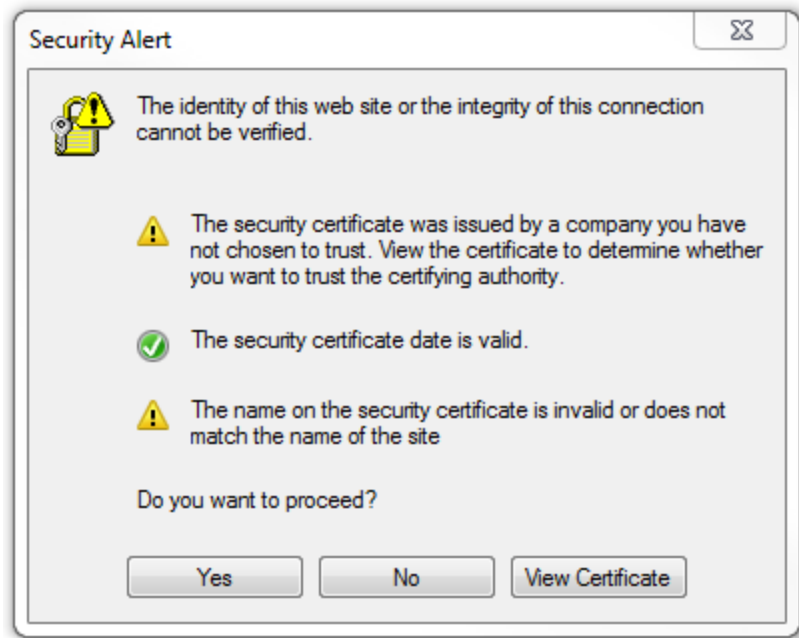 Security Alert
The identity of this web site or the integrity of this connection
cannot be verified.
The security certificate was issued by a company you have
not chosen to trust. View the certificate to determine whether
you want to trust the certifying authority.
The security certificate date is valid.
The name on the security certificate is invalid or does not
match the name of the site
Do you want to proceed?
Yes
No
View Certificate